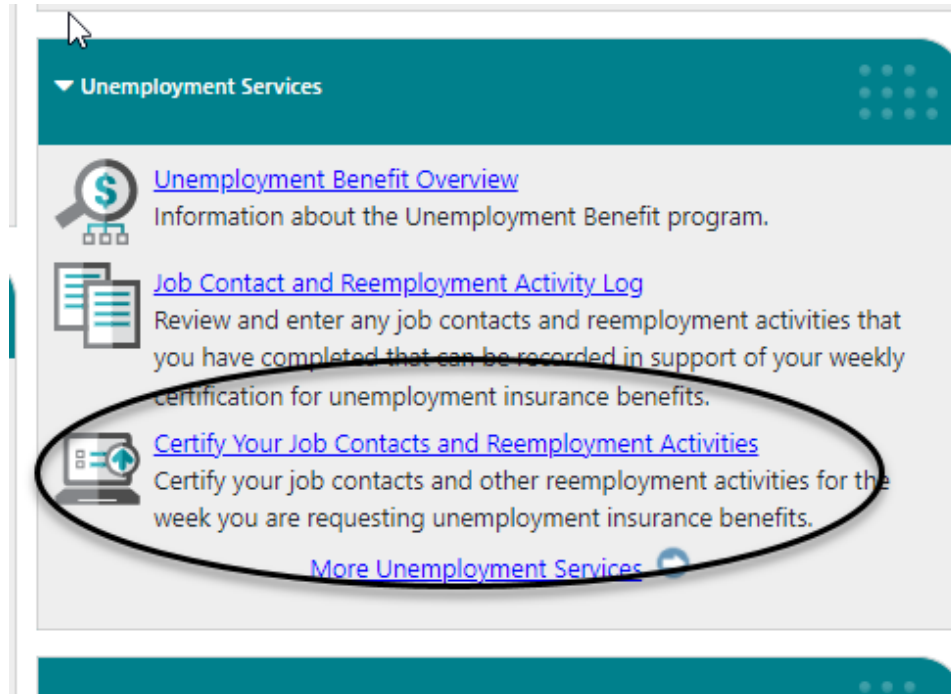 Unemployment Services
Unemployment Benefit Overview
Information about the Unemployment Benefit program.
Job Contact and Reemployment Activity Log
Review and enter any job contacts and reemployment activities that
you have completed that can be recorded in support of your weekly
certification for unemployment insurance benefits.
Certify Your Job Contacts and Reemployment Activities
Certify your job contacts and other reemployment activities for the
week you are requesting unemployment insurance benefits.
More Unemployment Services